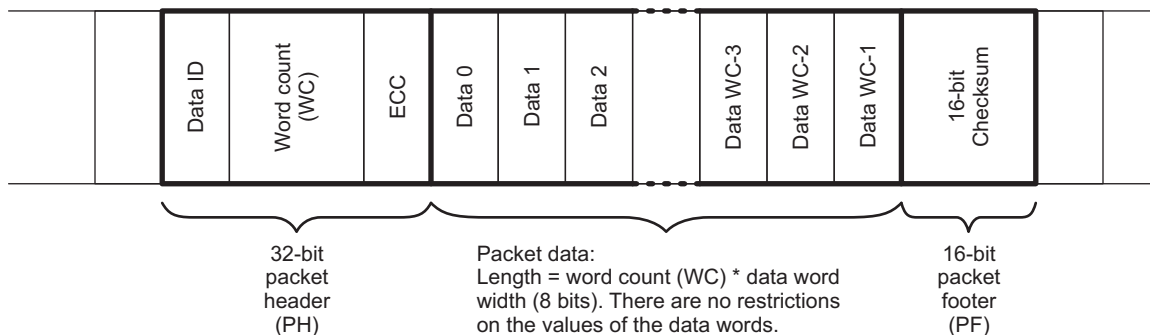 Data ID
Word count
(WC)
ECC
Data 0
Data 1
Data 2
Data WC-3
Data WC-2
Data WC-1
16-bit
Checksum
32-bit
packet
header
(PH)
Packet data:
Length = word count (WC) * data word
width (8 bits). There are no restrictions
on the values of the data words.
16-bit
packet
footer
(PF)